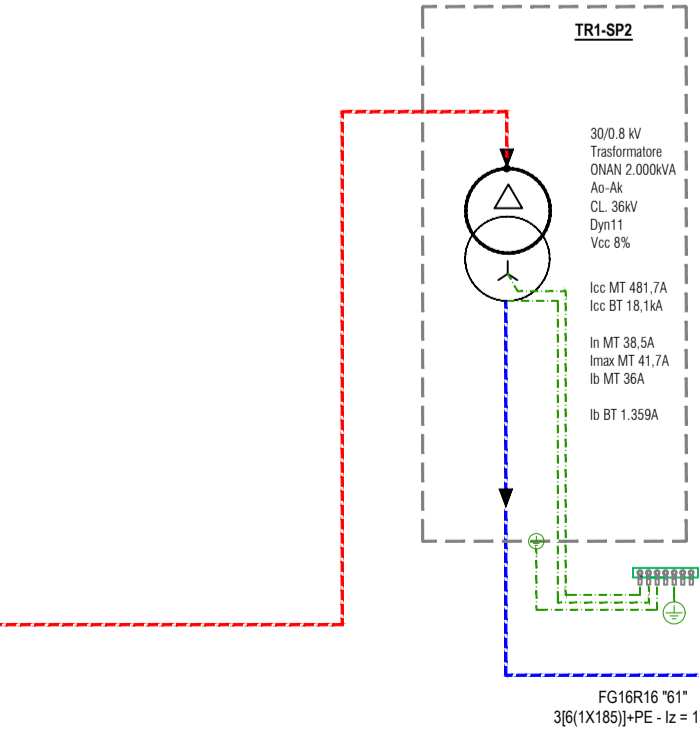 TR1-SP2
30/0.8 kV
Trasformatore
ONAN 2.000kVA
Ao-Ak
CL. 36kV
Dyn11
Vcc 8%
Icc MT 481,7A
Icc BT 18,1kA
In MT 38,5A
Imax MT 41,7A
Ib MT 36A
Ib BT 1.359A
FG16R16 "61"
3[6(1X185)]+PE - Iz = 1